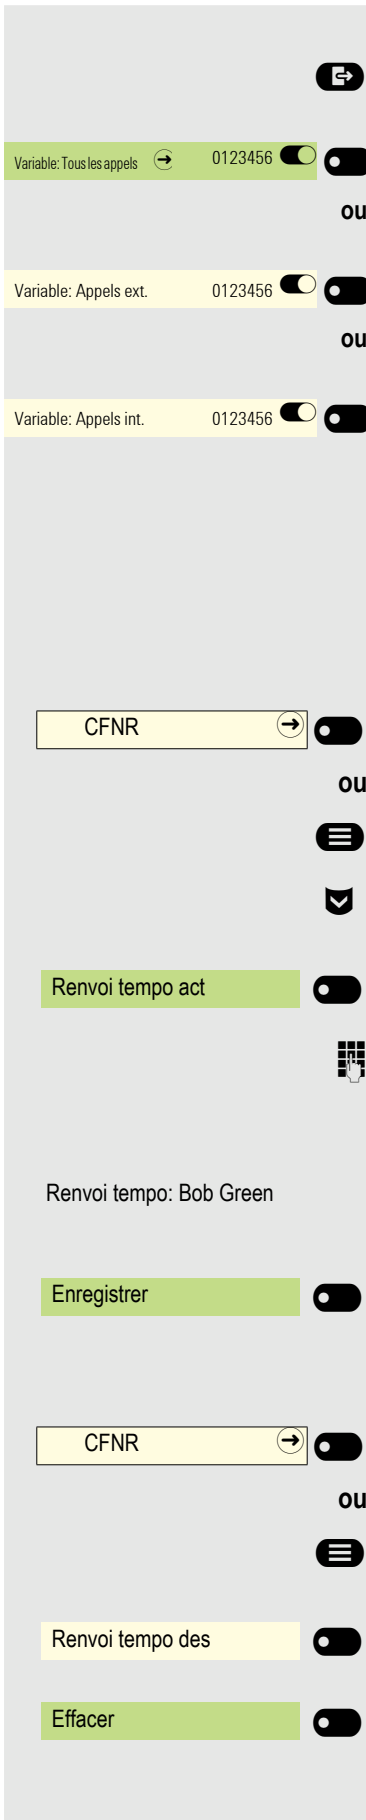 Variable: Tous les appels 0123456
ou
Variable: Appels ext. 0123456
ou
Variable: Appels int. 0123456
CFNR
ou
Renvoi tempo act
Renvoi tempo: Bob Green
Enregistrer
CFNR
ou
Renvoi tempo des
Effacer